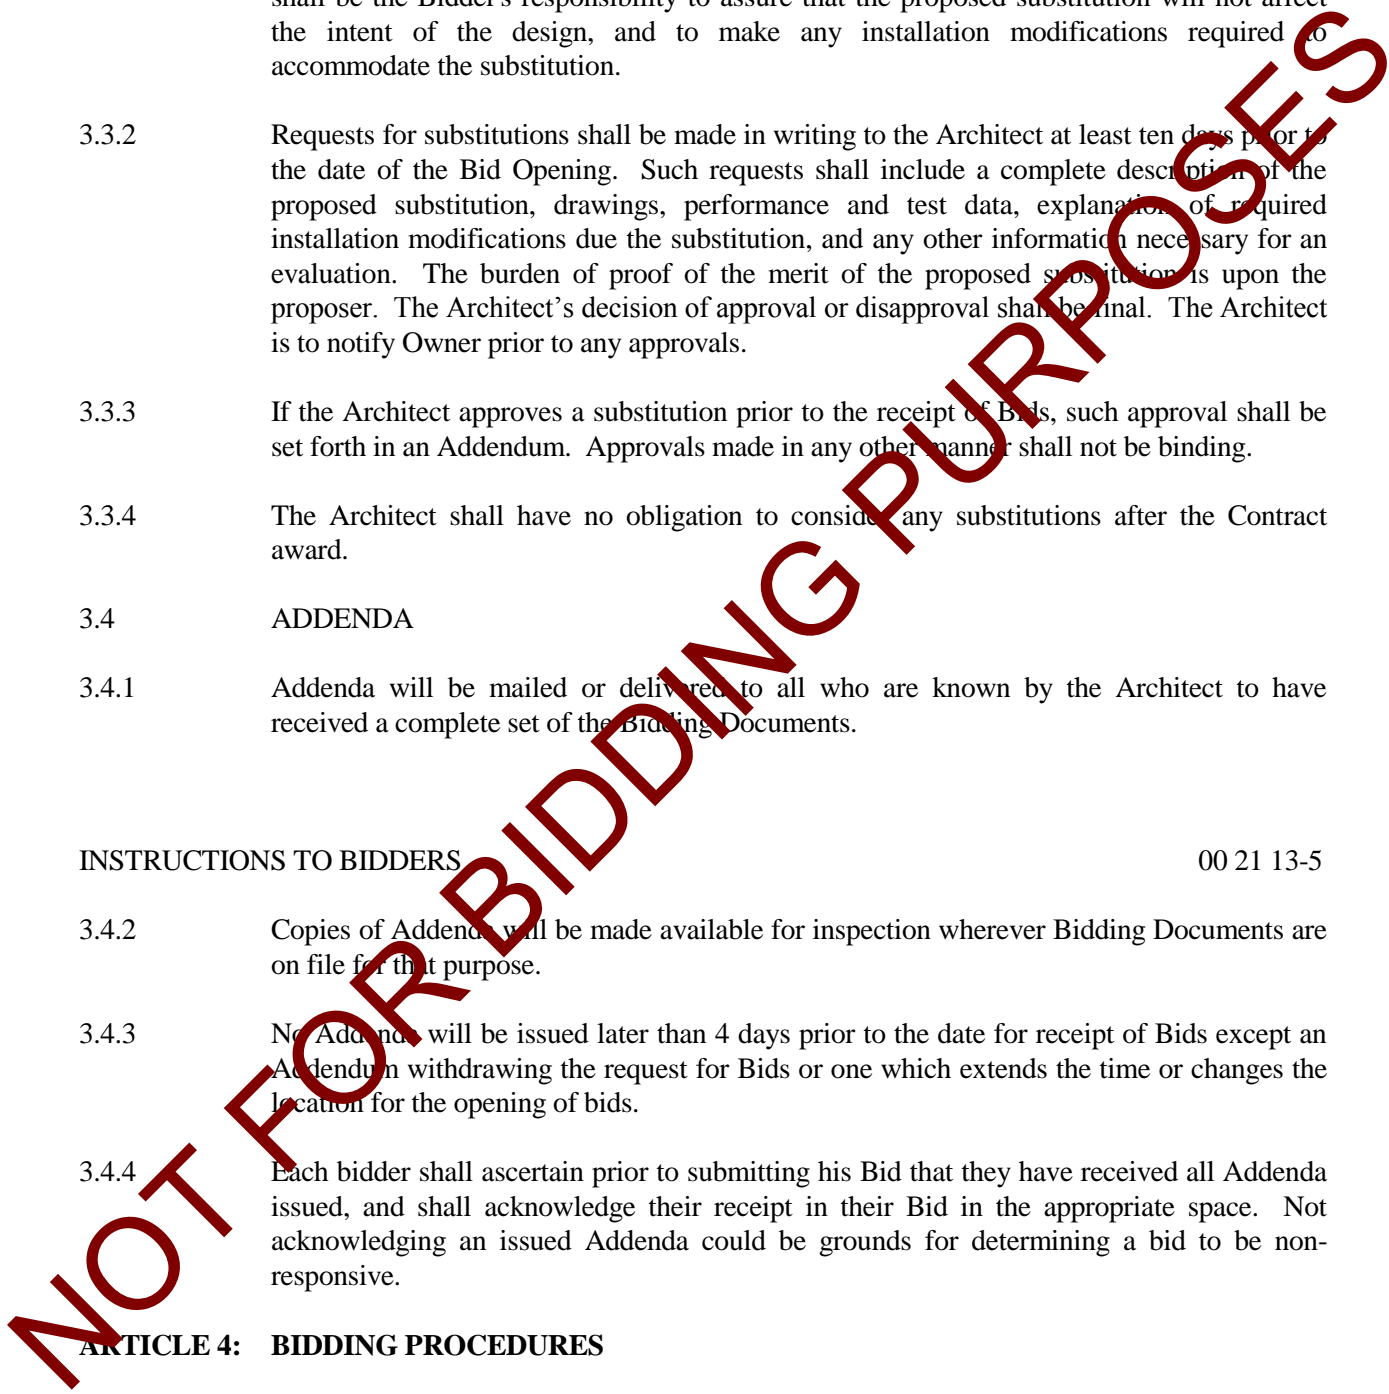 shall be the Bidder's responsibility to assure that the proposed substitution will not affect
the intent of the design, and to make any installation modifications required to
accommodate the substitution.
3.3.2 Requests for substitutions shall be made in writing to the Architect at least ten days prior to
the date of the Bid Opening. Such requests shall include a complete description of the
proposed substitution, drawings, performance and test data, explanation of required
installation modifications due the substitution, and any other information necessary for an
evaluation. The burden of proof of the merit of the proposed substitution is upon the
proposer. The Architect's decision of approval or disapproval shall be final. The Architect
is to notify Owner prior to any approvals.
3.3.3 If the Architect approves a substitution prior to the receipt of Bids, such approval shall be
set forth in an Addendum. Approvals made in any other manner shall not be binding.
3.3.4 The Architect shall have no obligation to consider any substitutions after the Contract
award.
3.4 ADDENDA
3.4.1 Addenda will be mailed or delivered to all who are known by the Architect to have
received a complete set of the Bidding Documents.
INSTRUCTIONS TO BIDDERS 00 21 13-5
3.4.2 Copies of Addenda will be made available for inspection wherever Bidding Documents are
on file for that purpose.
3.4.3 No Addenda will be issued later than 4 days prior to the date for receipt of Bids except an
Addendum withdrawing the request for Bids or one which extends the time or changes the
location for the opening of bids.
3.4.4 Each bidder shall ascertain prior to submitting his Bid that they have received all Addenda
issued, and shall acknowledge their receipt in their Bid in the appropriate space. Not
acknowledging an issued Addenda could be grounds for determining a bid to be non-
responsive.
ARTICLE 4: BIDDING PROCEDURES
NOT FOR BIDDING PURPOSES